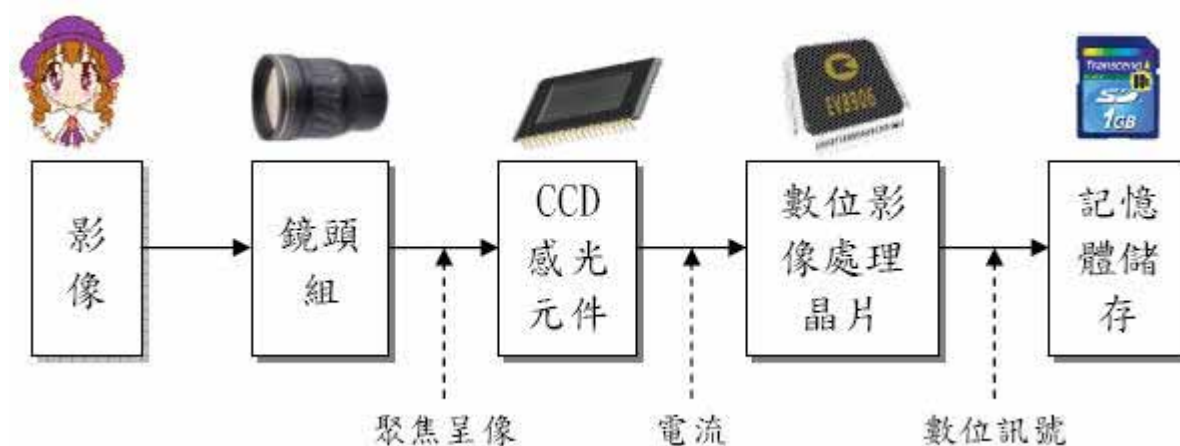 EV8906
Transcend
SD
1GB
影
像
鏡頭
組
CCD
感光
元件
數位影
像處理
晶片
記憶
體儲
存
聚焦呈像
電流
數位訊號